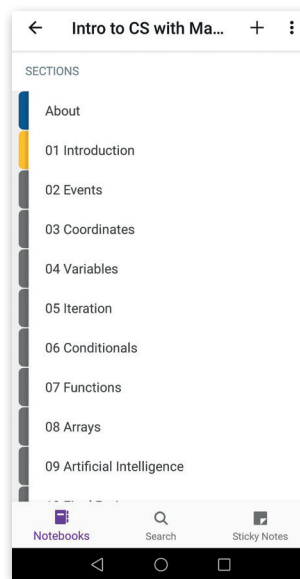 Intro to CS with Ma...
SECTIONS
About
01 Introduction
02 Events
03 Coordinates
04 Variables
05 Iteration
06 Conditionals
07 Functions
08 Arrays
09 Artificial Intelligence
Notebooks
Search
Sticky Notes